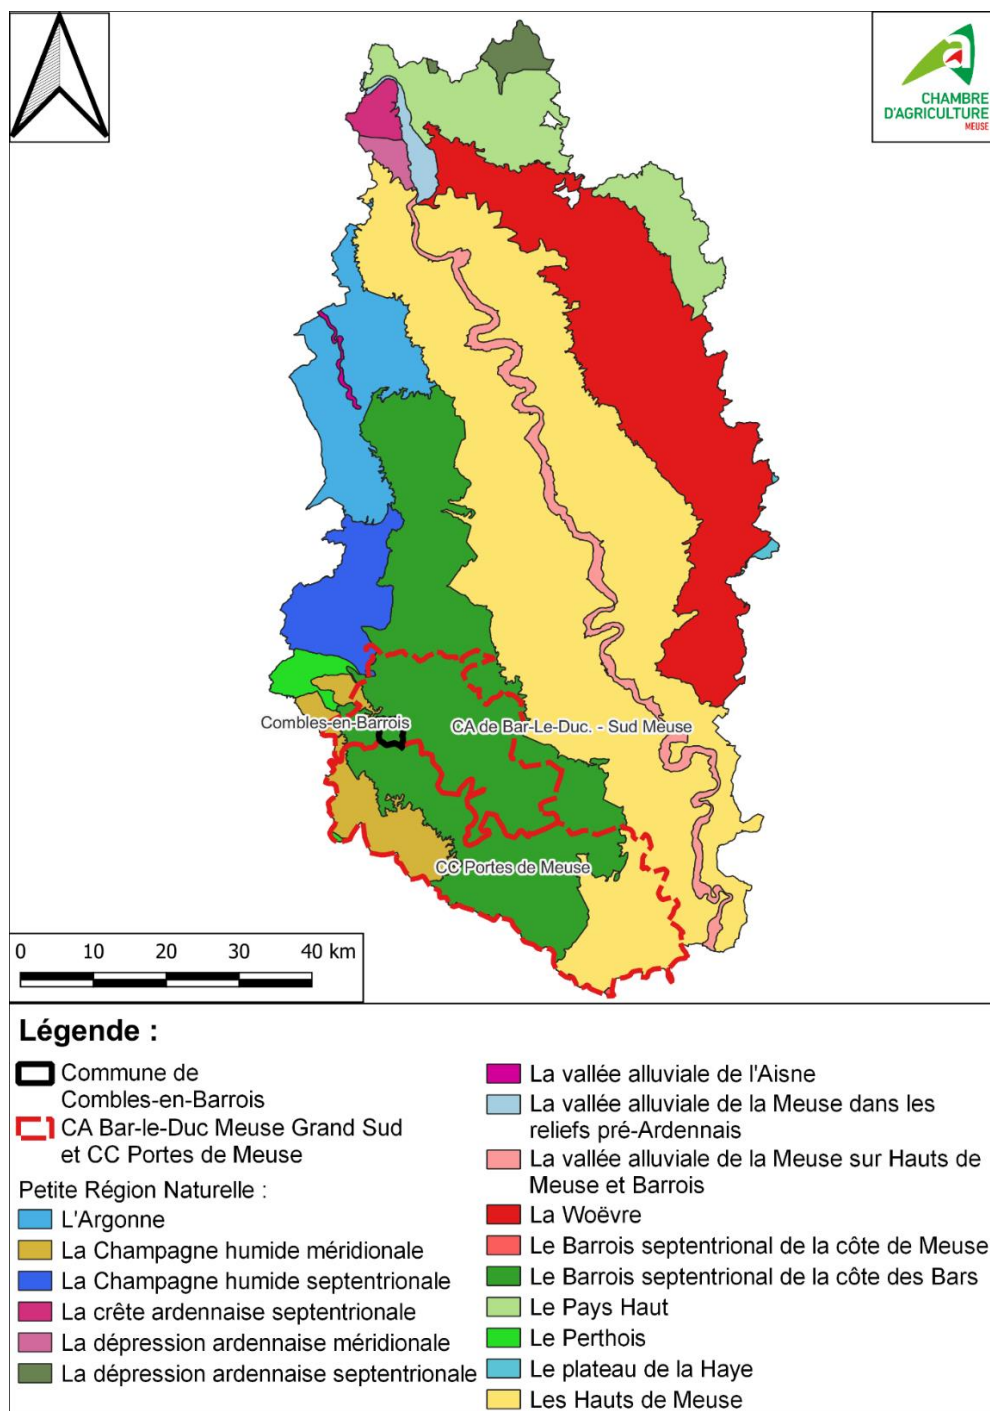 a
CHAMBRE
D'AGRICULTURE
MEUSE
Combles-en-Barrois
CA de Bar-Le-Duc. - Sud Meuse
CC Portes de Meuse
0 10 20 30 40 km
Légende :
Commune de
Combles-en-Barrois
CA Bar-le-Duc Meuse Grand Sud
et CC Portes de Meuse
Petite Région Naturelle :
L'Argonne
La Champagne humide méridionale
La Champagne humide septentrionale
La crête ardennaise septentrionale
La dépression ardennaise méridionale
La dépression ardennaise septentrionale
La vallée alluviale de l'Aisne
La vallée alluviale de la Meuse dans les
reliefs pré-Ardennais
La vallée alluviale de la Meuse sur Hauts de
Meuse et Barrois
La Woëvre
Le Barrois septentrional de la côte de Meuse
Le Barrois septentrional de la côte des Bars
Le Pays Haut
Le Perthois
Le plateau de la Haye
Les Hauts de Meuse